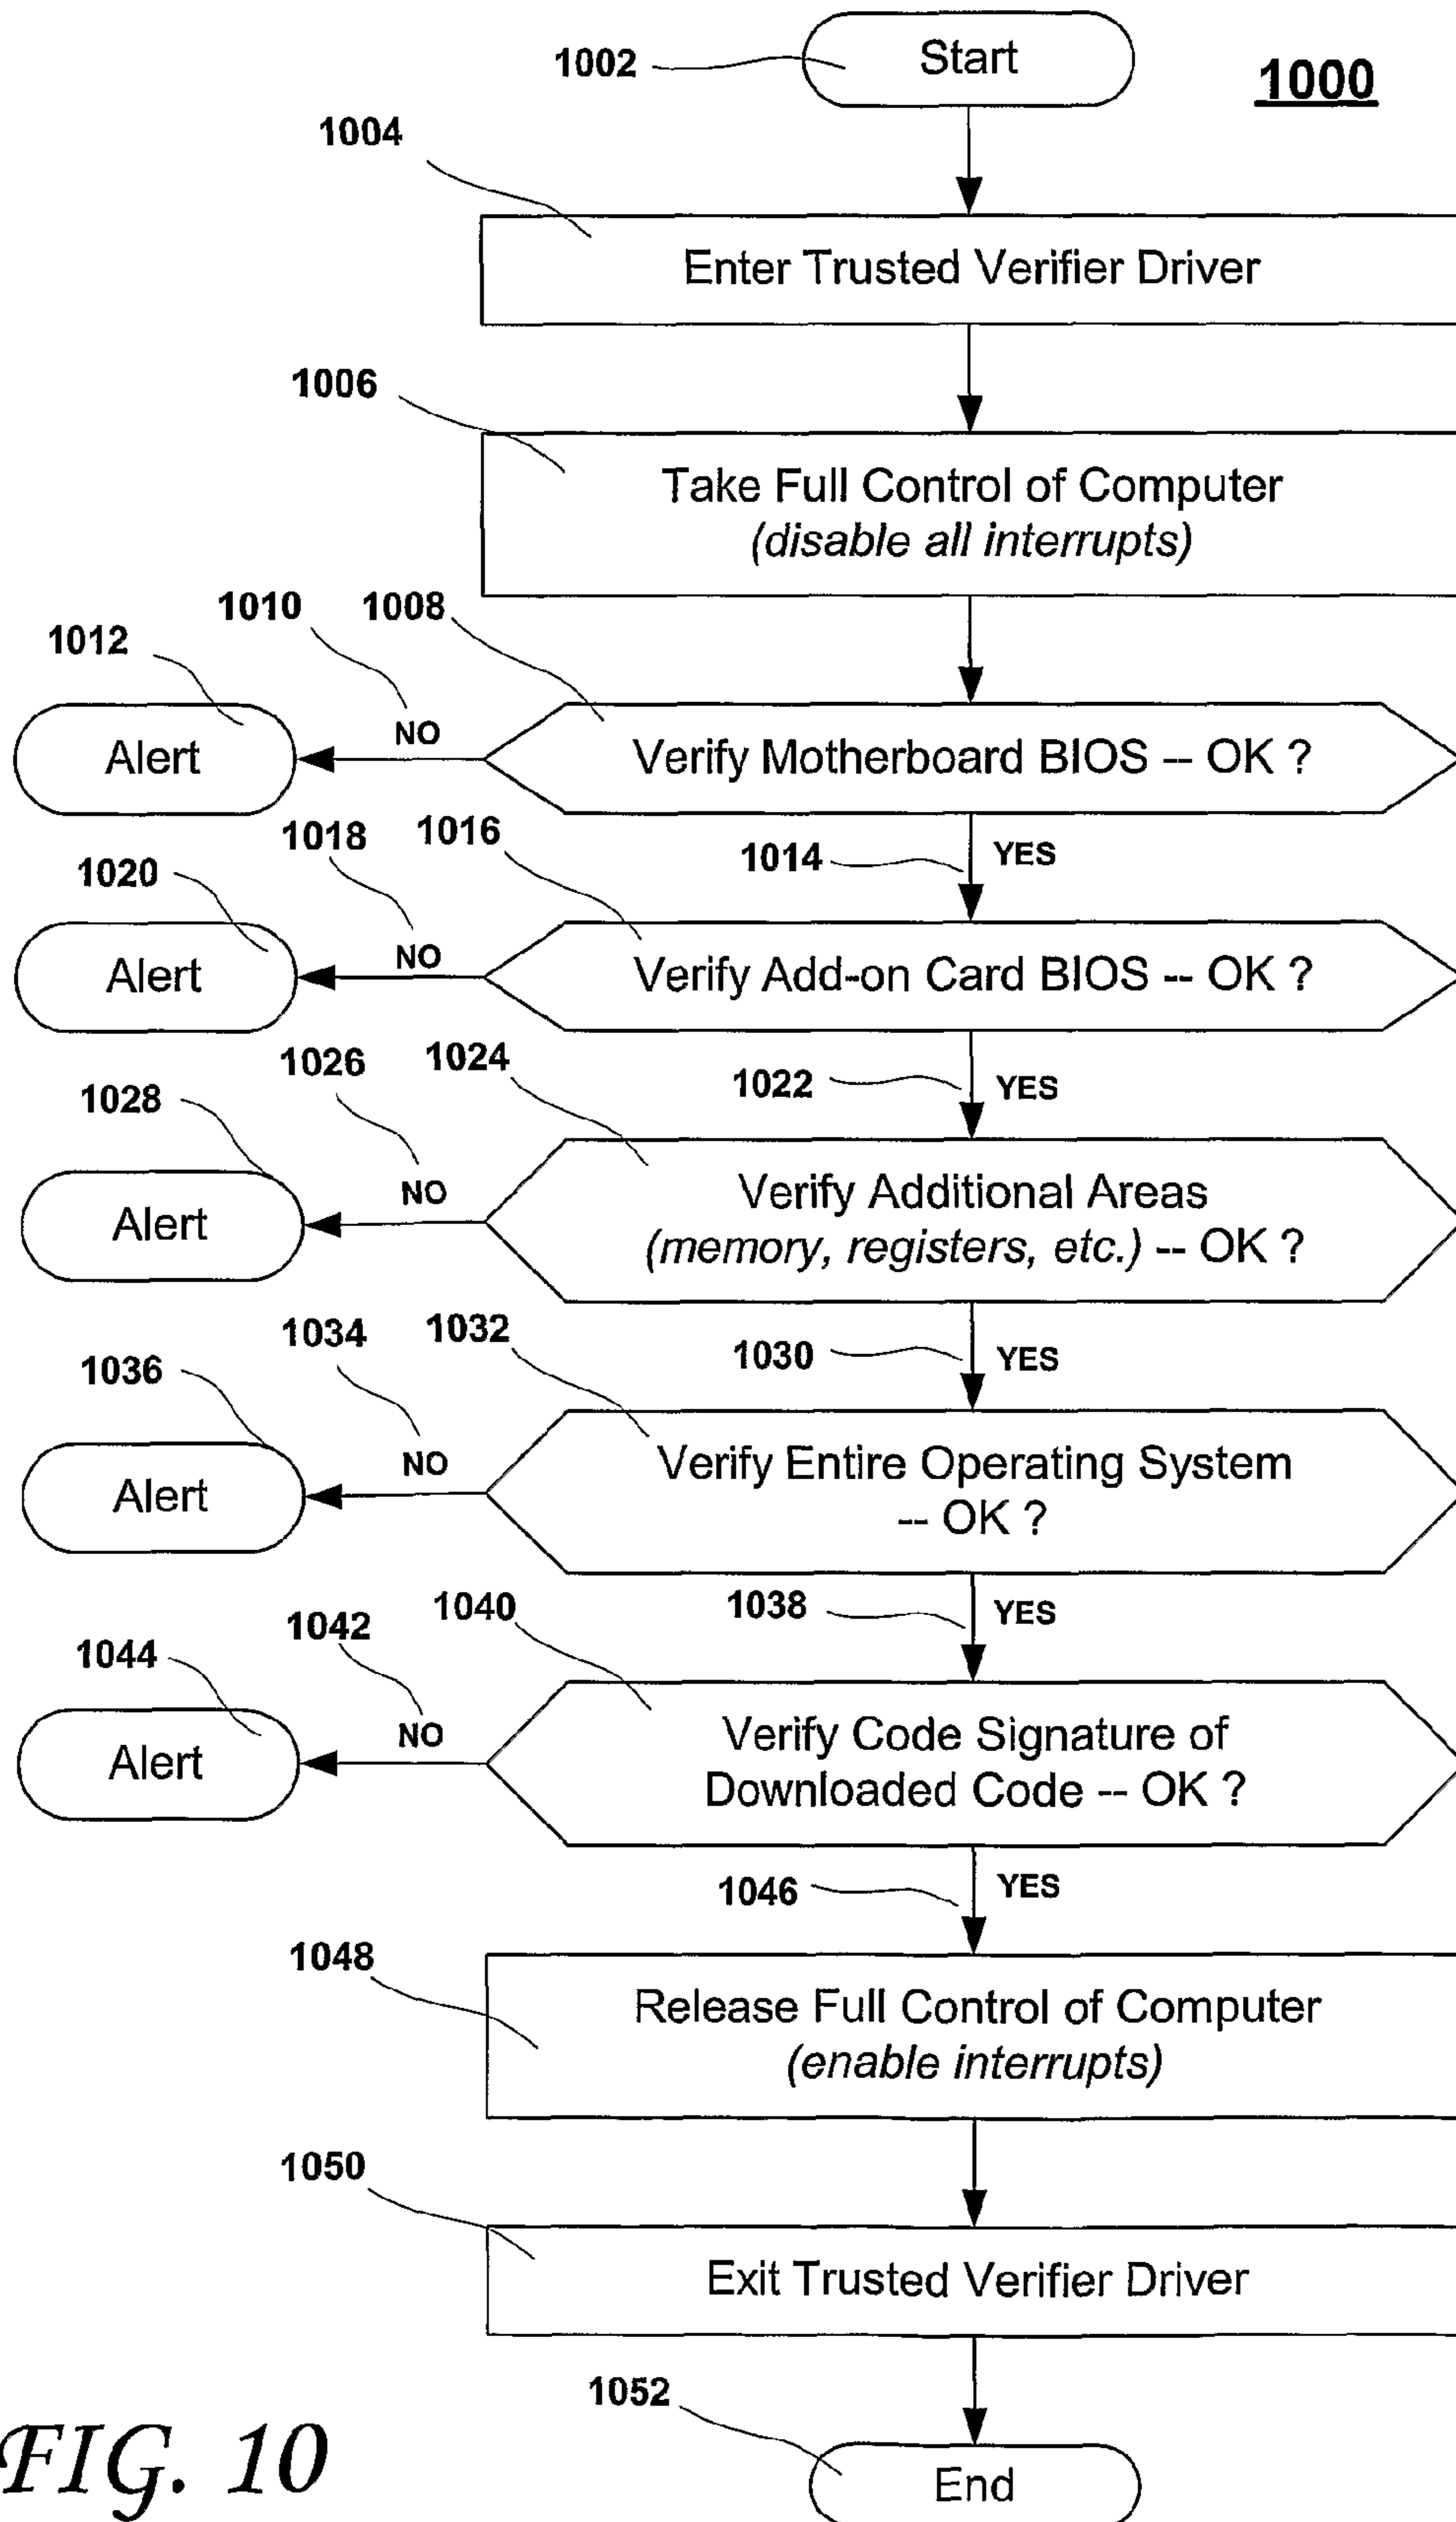 1002
Start
1000
1004
Enter Trusted Verifier Driver
1006
Take Full Control of Computer
(disable all interrupts)
1010
1008
1012
NO
Alert
Verify Motherboard BIOS -- OK ?
1018
1016
1014
YES
1020
NO
Alert
Verify Add-on Card BIOS -- OK ?
1026
1024
1022
YES
1028
NO
Alert
Verify Additional Areas
(memory, registers, etc.) -- OK ?
1034
1032
1030
YES
1036
NO
Alert
Verify Entire Operating System
-- OK ?
1042
1040
1038
YES
1044
NO
Alert
Verify Code Signature of
Downloaded Code -- OK ?
1046
YES
1048
Release Full Control of Computer
(enable interrupts)
1050
Exit Trusted Verifier Driver
1052
End
FIG. 10